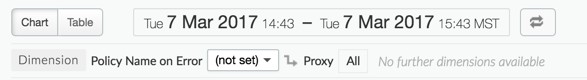 Chart Table Tue 7 Mar 2017 14:43 – Tue 7 Mar 2017 15:43 MST
Dimension Policy Name on Error (not set) Proxy All No further dimensions available